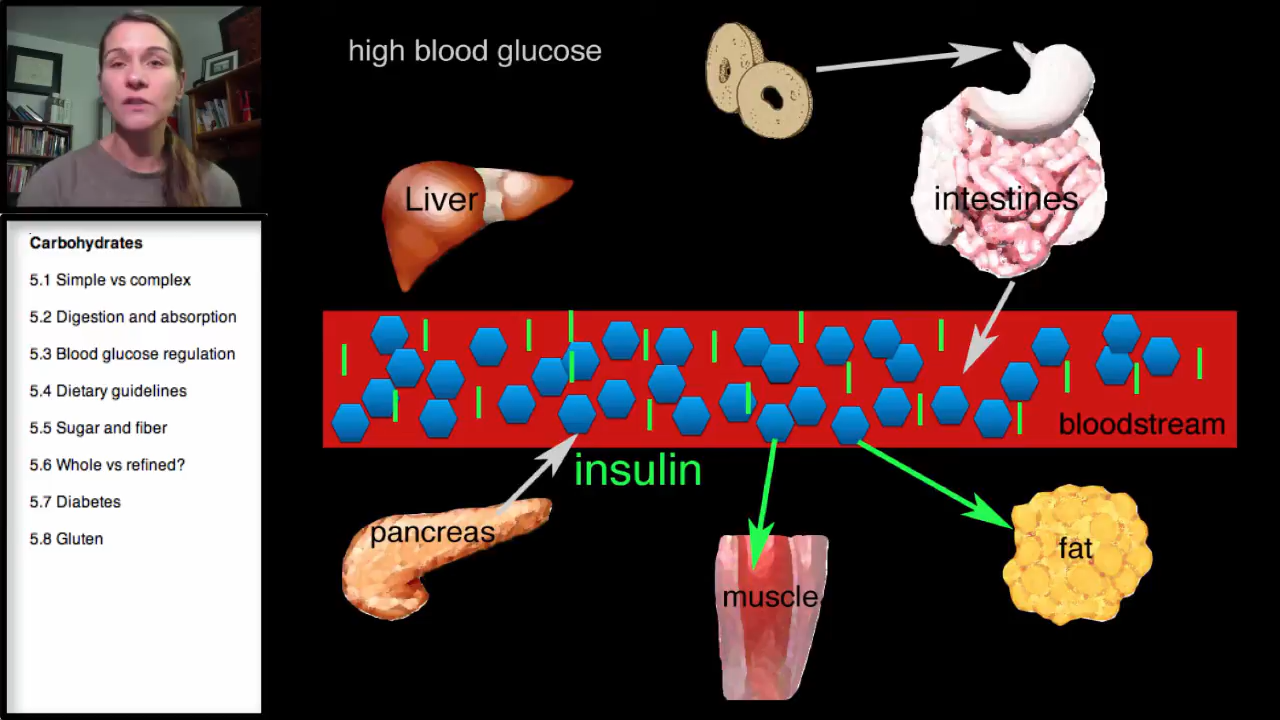 high blood glucose
Liver
intestines
bloodstream
insulin
pancreas
muscle
fat
Carbohydrates
5.1 Simple vs complex
5.2 Digestion and absorption
5.3 Blood glucose regulation
5.4 Dietary guidelines
5.5 Sugar and fiber
5.6 Whole vs refined?
5.7 Diabetes
5.8 Gluten